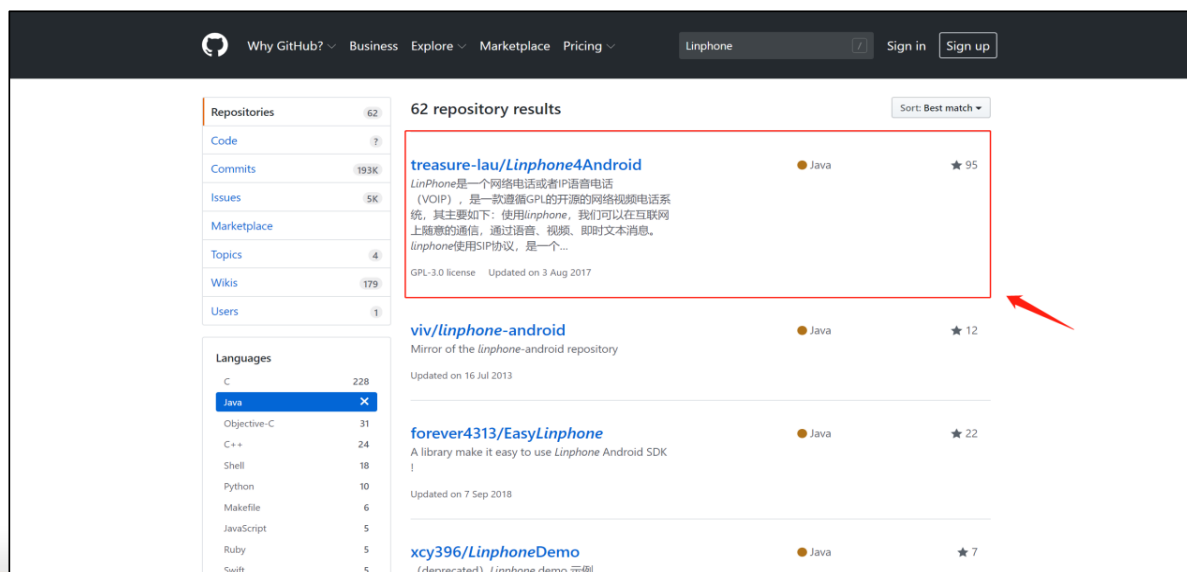 Why GitHub? Business Explore Marketplace Pricing Linphone / Sign in Sign up
Repositories 62
Code ?
Commits 193K
Issues 5K
Marketplace
Topics 4
Wikis 179
Users 1
Languages
C 228
Java ✕
Objective-C 31
C++ 24
Shell 18
Python 10
Makefile 6
JavaScript 5
Ruby 5
Swift 5
62 repository results Sort: Best match
treasure-lau/Linphone4Android Java 95
LinPhone是一个网络电话或者IP语音电话
（VOIP），是一款遵循GPL的开源的网络视频电话系
统，其主要如下：使用linphone，我们可以在互联网
上随意的通信，通过语音、视频、即时文本消息。
linphone使用SIP协议，是一个...
GPL-3.0 license Updated on 3 Aug 2017
viv/linphone-android Java 12
Mirror of the linphone-android repository
Updated on 16 Jul 2013
forever4313/EasyLinphone Java 22
A library make it easy to use Linphone Android SDK
!
Updated on 7 Sep 2018
xcy396/LinphoneDemo Java 7
（deprecated）Linphone demo 示例